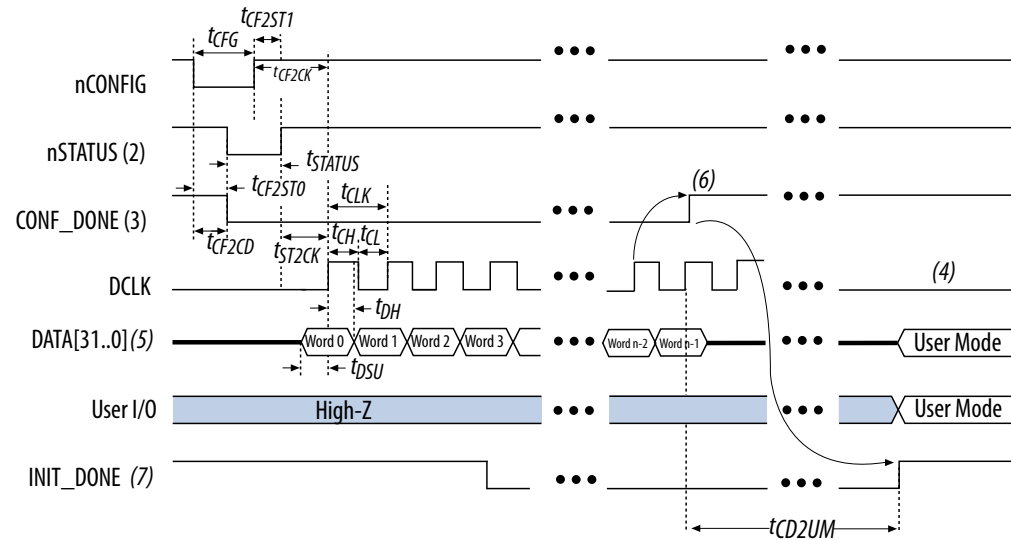 tCF2ST1
tCFG
tCF2CK
nCONFIG
nSTATUS (2)
tSTATUS
tCF2ST0
tCLK
(6)
CONF_DONE (3)
tCF2CD
tST2CK
tCH
tCL
(4)
DCLK
tDH
DATA[31..0](5)
Word 0
Word 1
Word 2
Word 3
Word n-2
Word n-1
User Mode
tDSU
User I/O
High-Z
User Mode
INIT_DONE (7)
tCD2UM